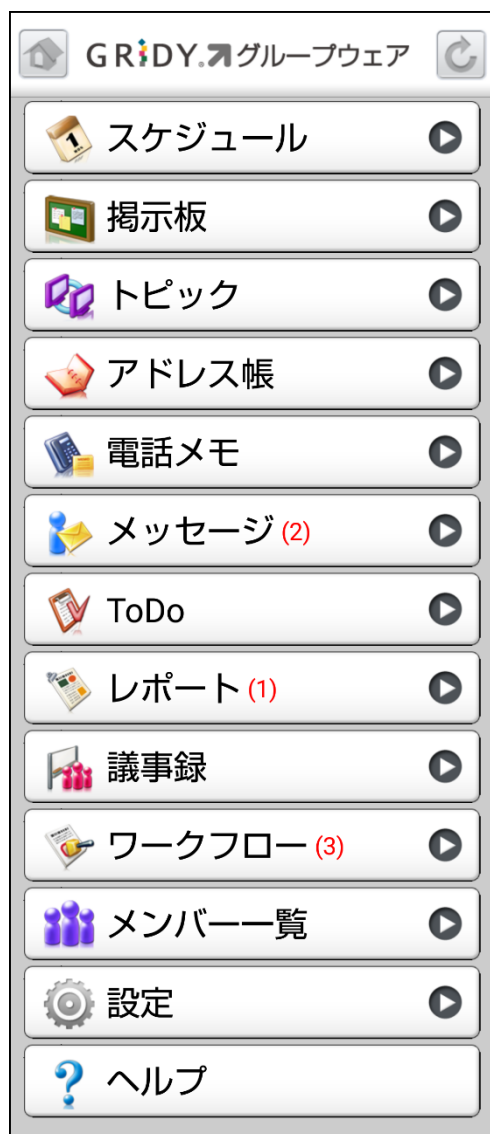 GRIDY.グループウェア
スケジュール
掲示板
トピック
アドレス帳
電話メモ
メッセージ (2)
ToDo
レポート (1)
議事録
ワークフロー (3)
メンバー一覧
設定
ヘルプ